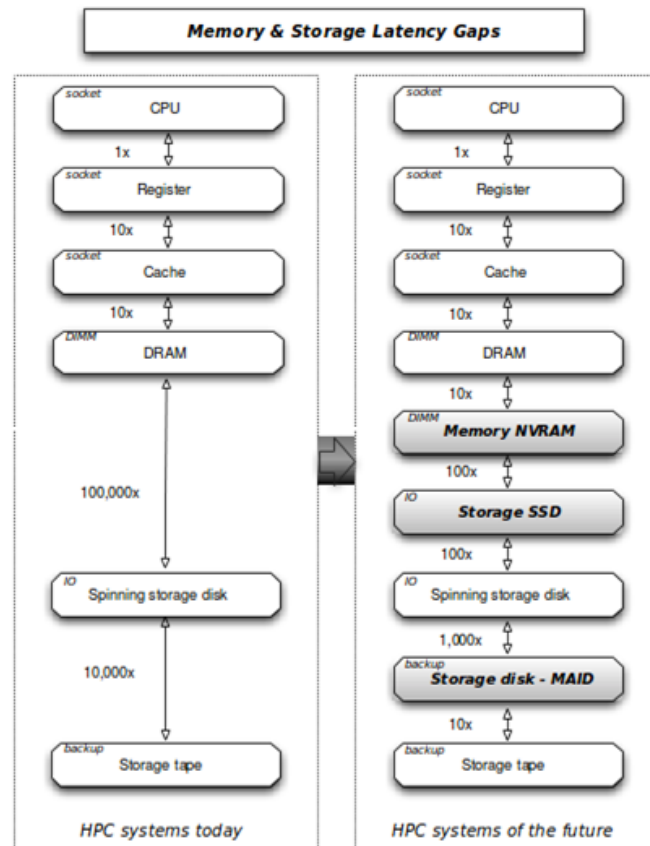 Memory & Storage Latency Gaps
socket
CPU
1x
socket
Register
10x
socket
Cache
10x
DIMM
DRAM
100,000x
IO
Spinning storage disk
10,000x
backup
Storage tape
HPC systems today
socket
CPU
1x
socket
Register
10x
socket
Cache
10x
DIMM
DRAM
10x
DIMM
Memory NVRAM
100x
IO
Storage SSD
100x
IO
Spinning storage disk
1,000x
backup
Storage disk - MAID
10x
backup
Storage tape
HPC systems of the future